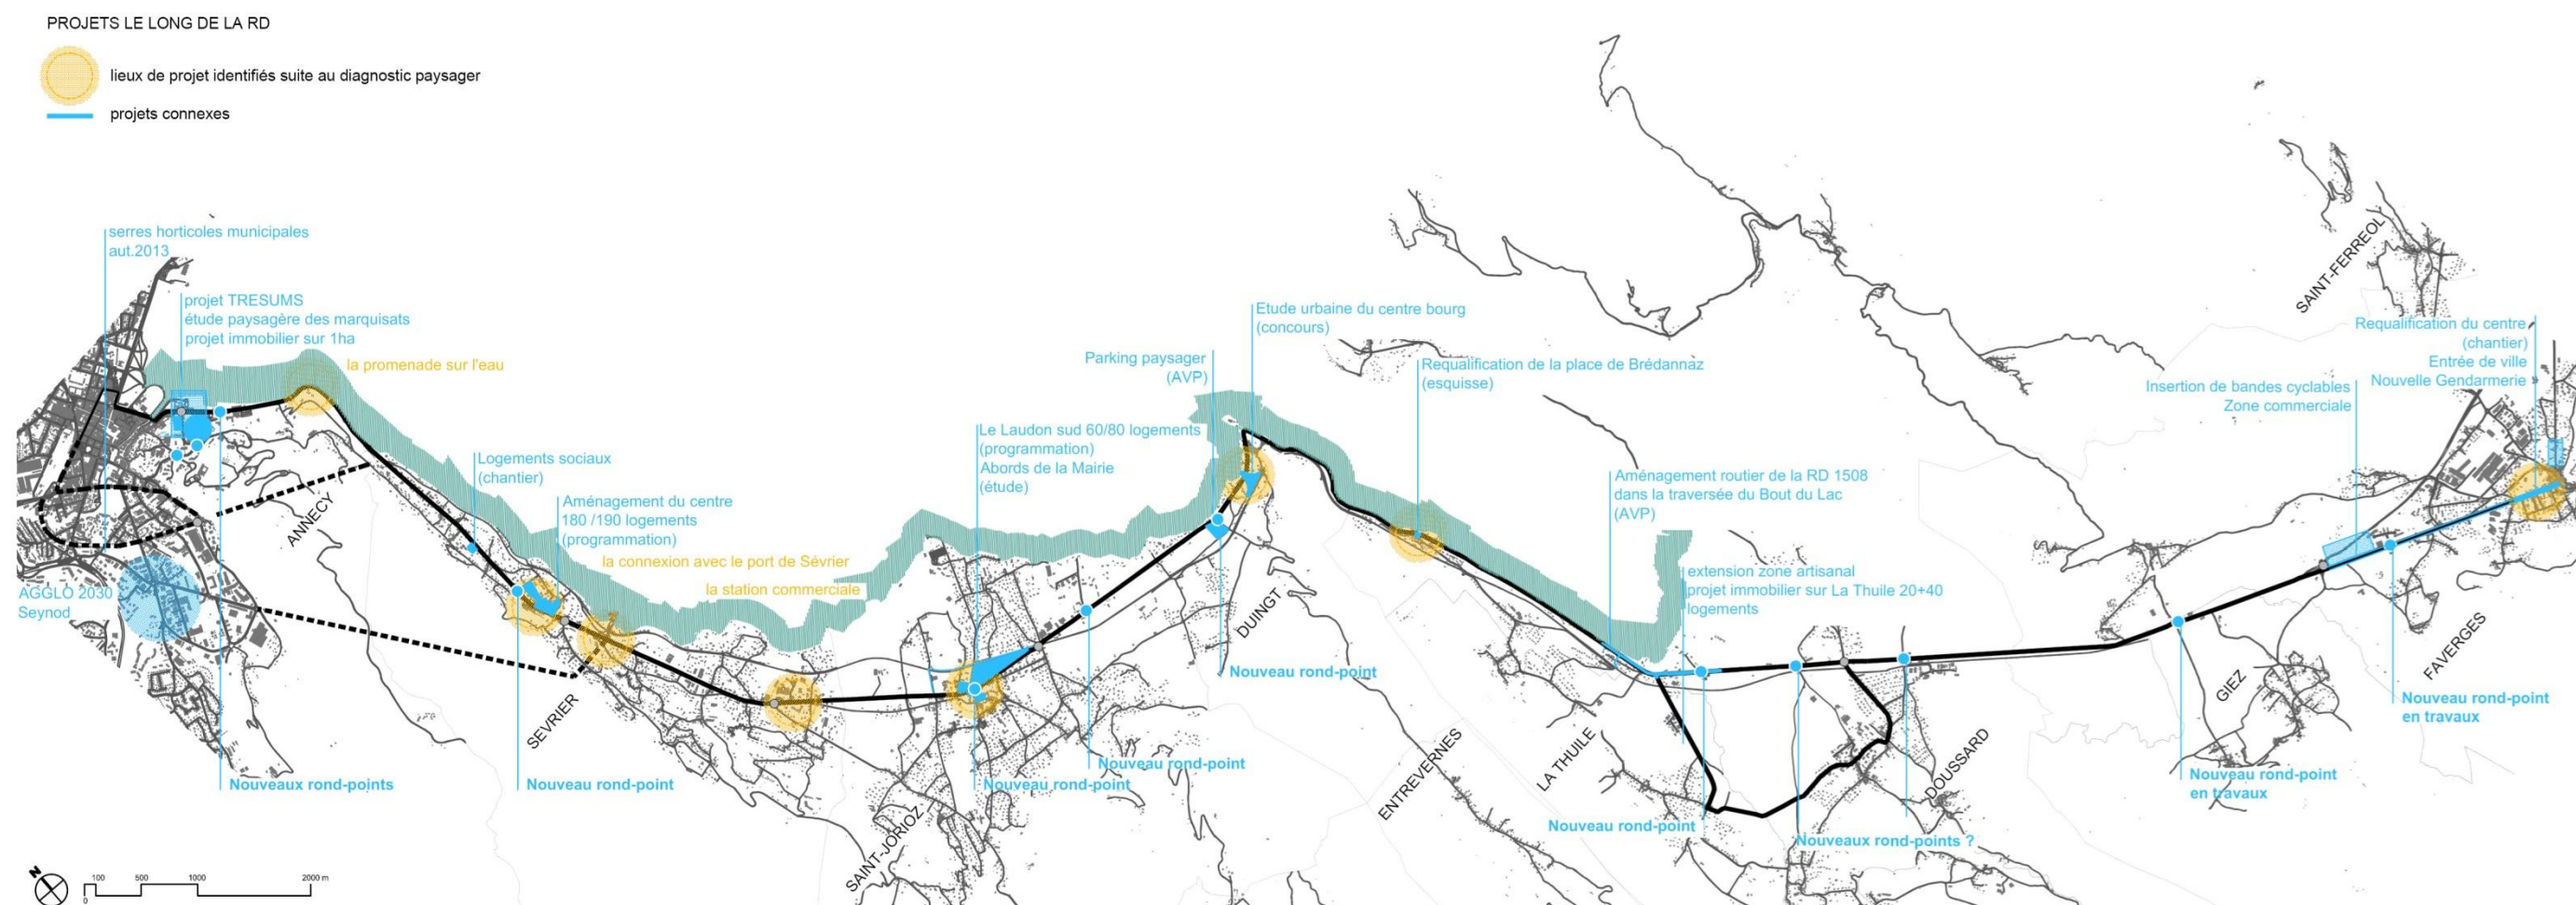 PROJETS LE LONG DE LA RD
lieux de projet identifiés suite au diagnostic paysager
projets connexes
serres horticoles municipales
aut.2013
projet TRESUMS
étude paysagère des marquisats
projet immobilier sur 1ha
la promenade sur l'eau
Logements sociaux
(chantier)
Aménagement du centre
180 /190 logements
(programmation)
la connexion avec le port de Sévrier
la station commerciale
Le Laudon sud 60/80 logements
(programmation)
Abords de la Mairie
(étude)
Parking paysager
(AVP)
Etude urbaine du centre bourg
(concours)
Requalification de la place de Brédannaz
(esquisse)
Aménagement routier de la RD 1508
dans la traversée du Bout du Lac
(AVP)
extension zone artisanal
projet immobilier sur La Thuile 20+40
logements
Insertion de bandes cyclables
Zone commerciale
Requalification du centre
(chantier)
Entrée de ville
Nouvelle Gendarmerie
AGGLO 2030
Seynod
ANNECY
SEVRIER
SAINT-JORIOZ
DUINGT
ENTREVERNES
LA THUILE
DOUSSARD
GIEZ
FAVERGES
SAINT-FERREOL
Nouveaux rond-points
Nouveau rond-point
Nouveau rond-point
Nouveau rond-point
Nouveau rond-point
Nouveau rond-point
Nouveaux rond-points ?
Nouveau rond-point
en travaux
Nouveau rond-point
en travaux
N
0
100
500
1000
2000 m